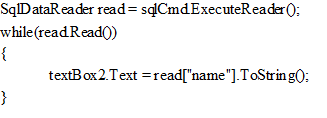 SqlDataReader read = sqlCmd.ExecuteReader();
while(read.Read())
{
textBox2.Text = read["name"].ToString();
}